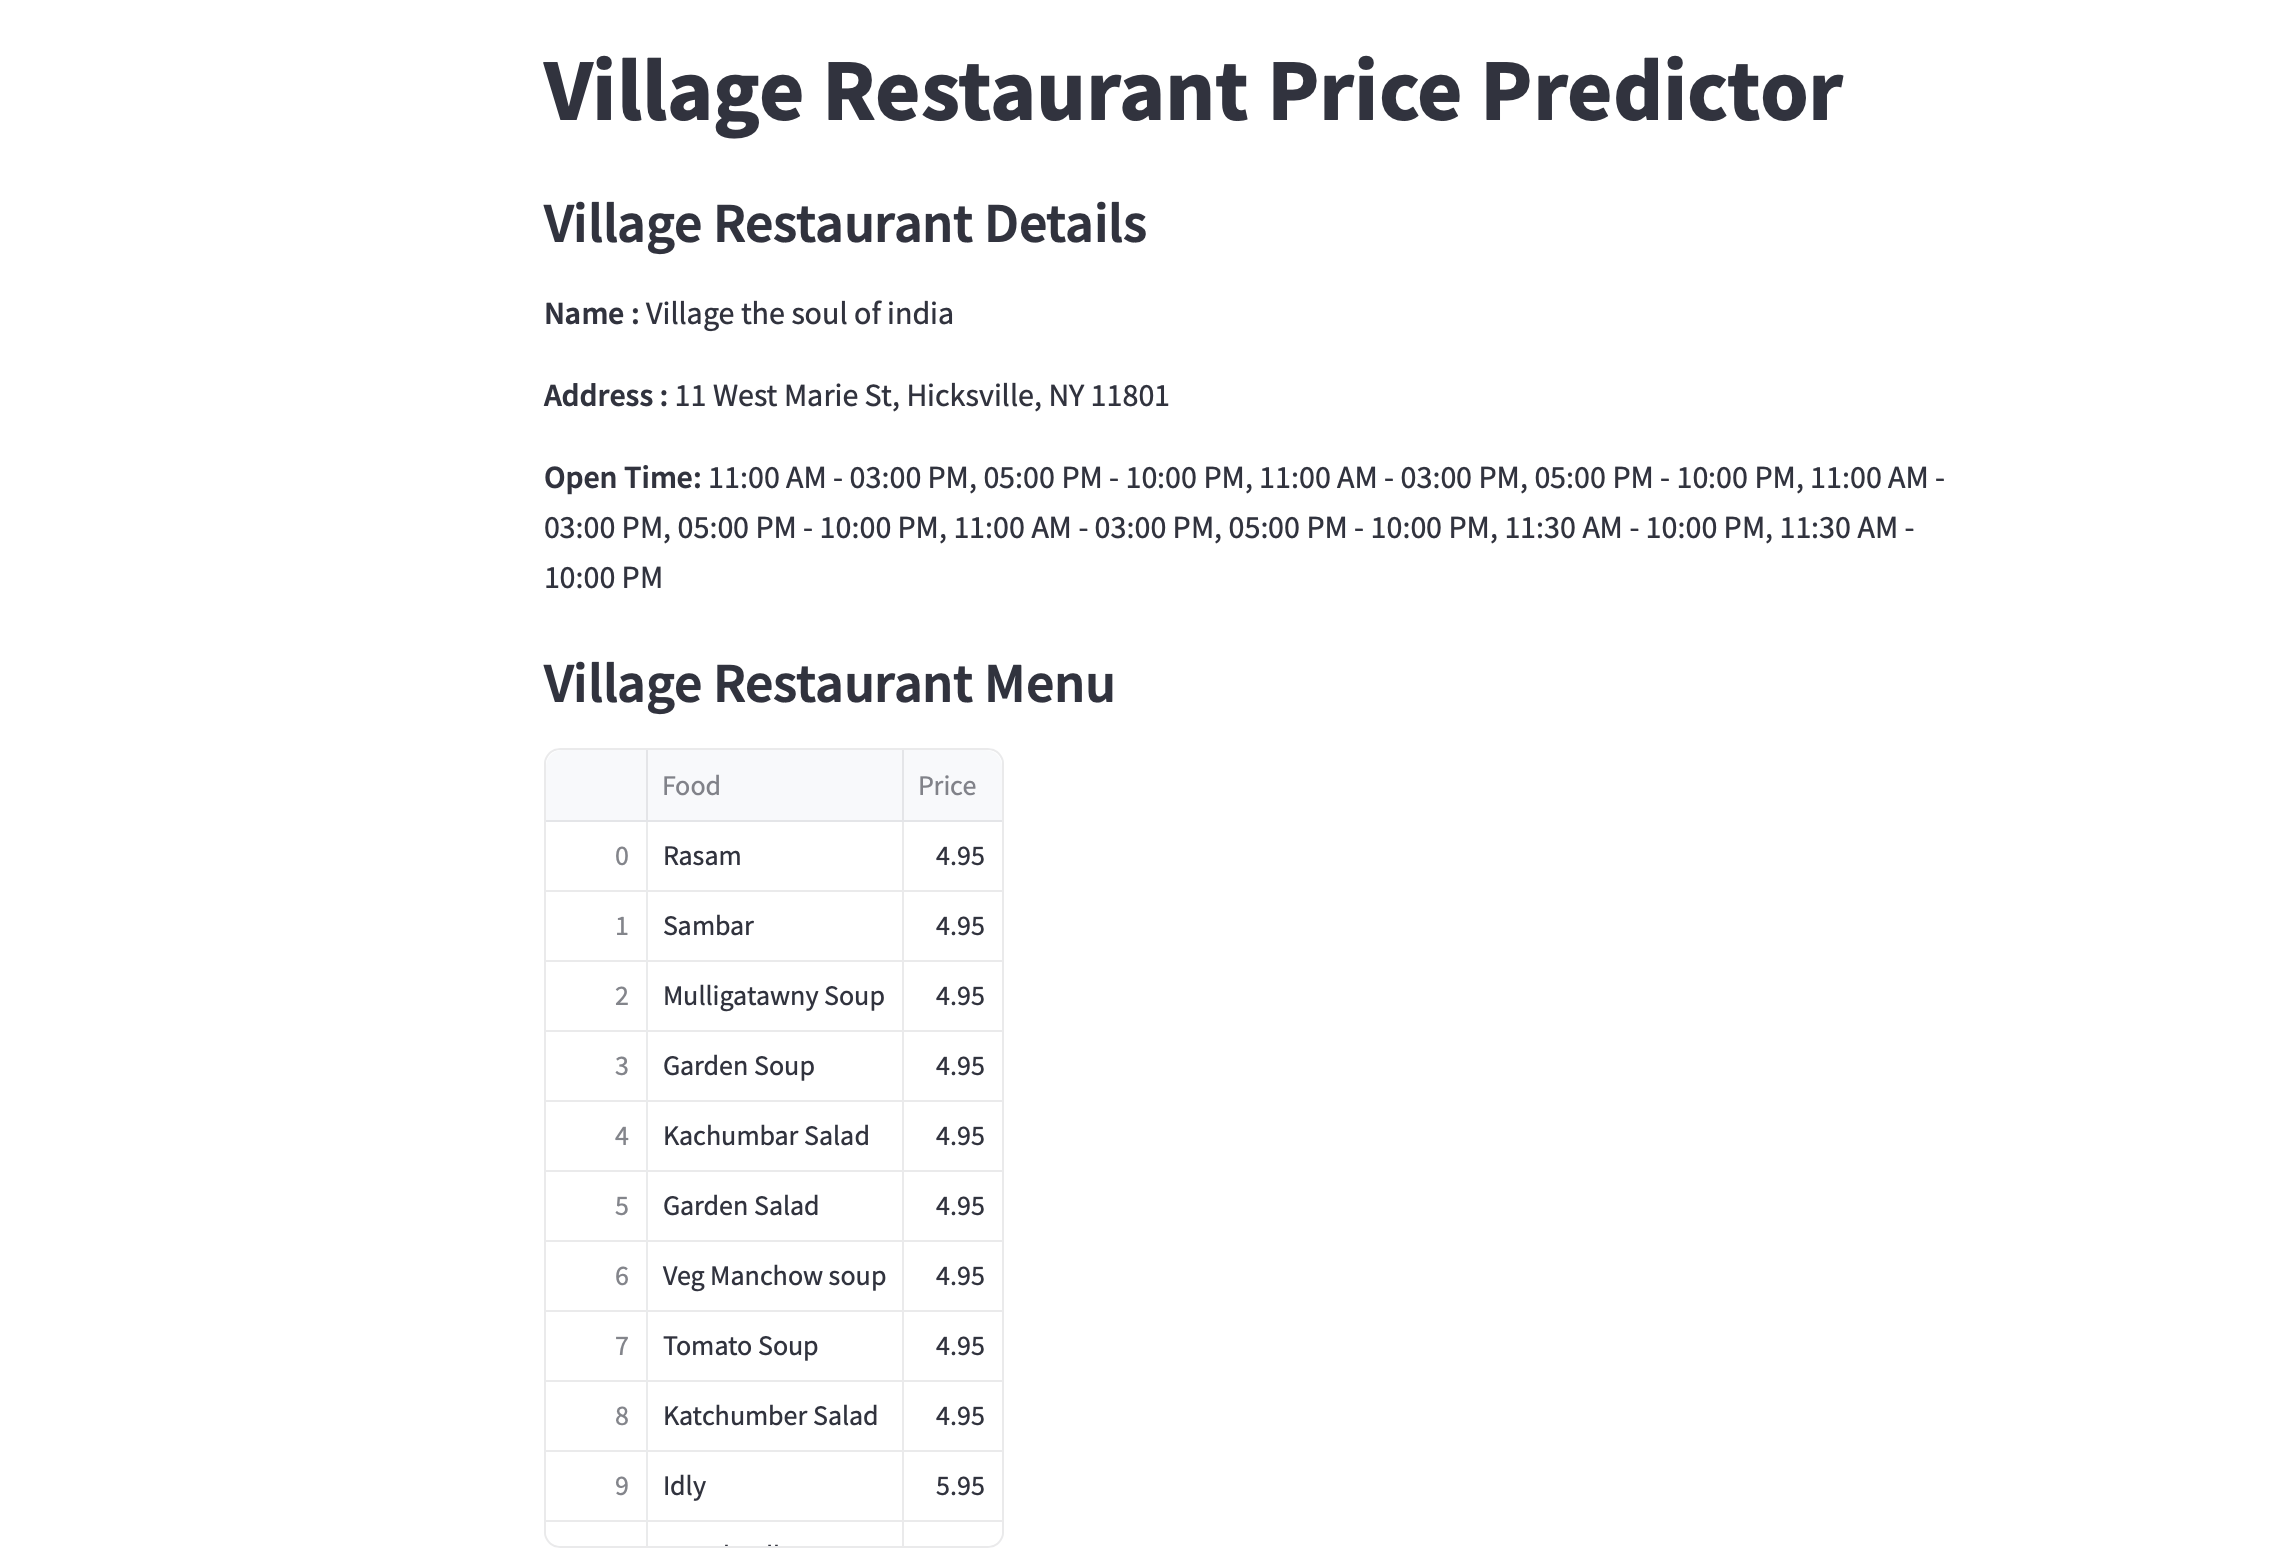 Village Restaurant Price Predictor
Village Restaurant Details
Name : Village the soul of india
Address : 11 West Marie St, Hicksville, NY 11801
Open Time: 11:00 AM - 03:00 PM, 05:00 PM - 10:00 PM, 11:00 AM - 03:00 PM, 05:00 PM - 10:00 PM, 11:00 AM -
03:00 PM, 05:00 PM - 10:00 PM, 11:00 AM - 03:00 PM, 05:00 PM - 10:00 PM, 11:30 AM - 10:00 PM, 11:30 AM -
10:00 PM
Village Restaurant Menu
Food Price
0 Rasam 4.95
1 Sambar 4.95
2 Mulligatawny Soup 4.95
3 Garden Soup 4.95
4 Kachumbar Salad 4.95
5 Garden Salad 4.95
6 Veg Manchow soup 4.95
7 Tomato Soup 4.95
8 Katchumber Salad 4.95
9 Idly 5.95